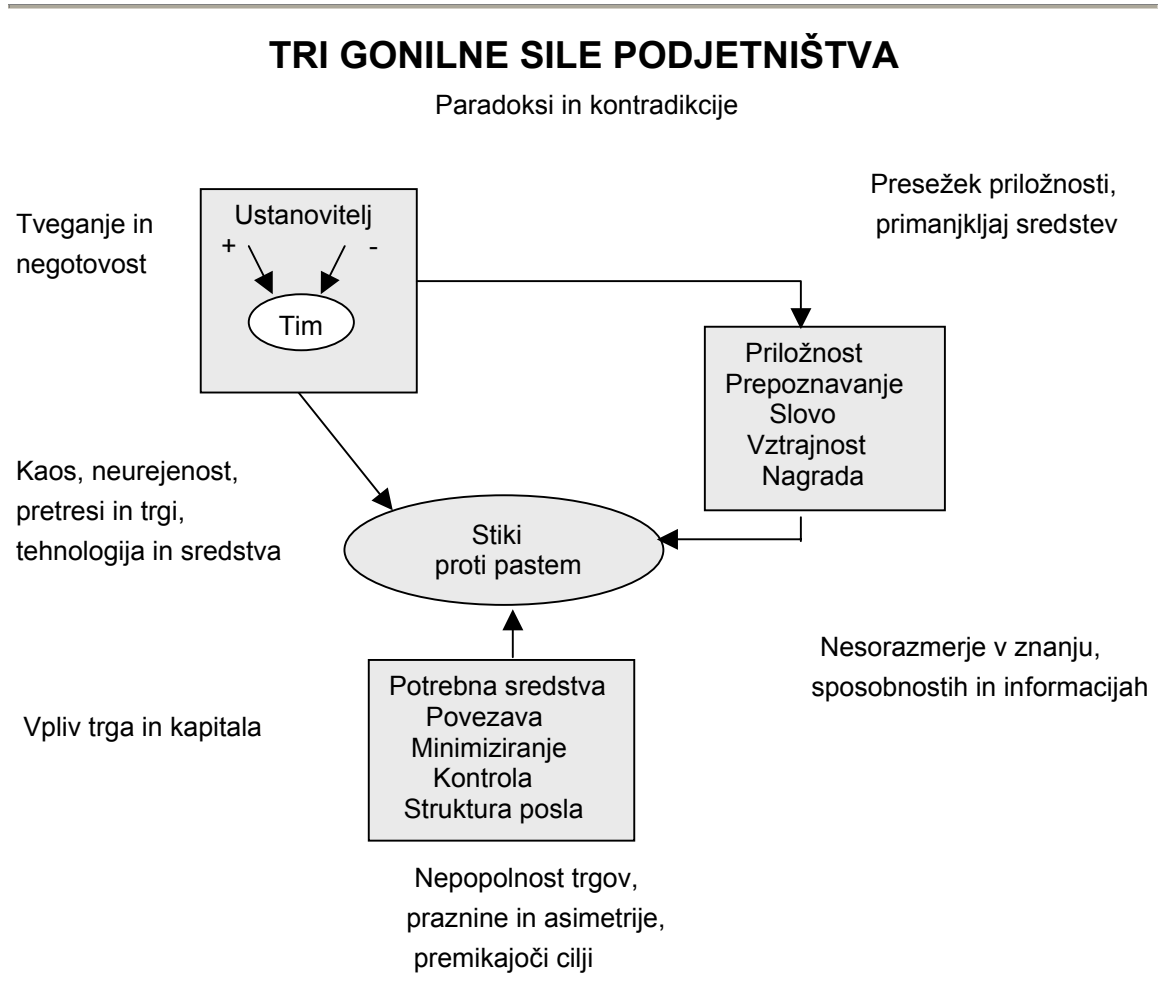 TRI GONILNE SILE PODJETNIŠTVA
Paradoksi in kontradikcije
Presežek priložnosti,
primanjkljaj sredstev
Tveganje in
negotovost
Ustanovitelj
+ -
Tim
Priložnost
Prepoznavanje
Slovo
Vztrajnost
Nagrada
Kaos, neurejenost,
pretresi in trgi,
tehnologija in sredstva
Stiki
proti pastem
Nesorazmerje v znanju,
sposobnostih in informacijah
Vpliv trga in kapitala
Potrebna sredstva
Povezava
Minimiziranje
Kontrola
Struktura posla
Nepopolnost trgov,
praznine in asimetrije,
premikajoči cilji